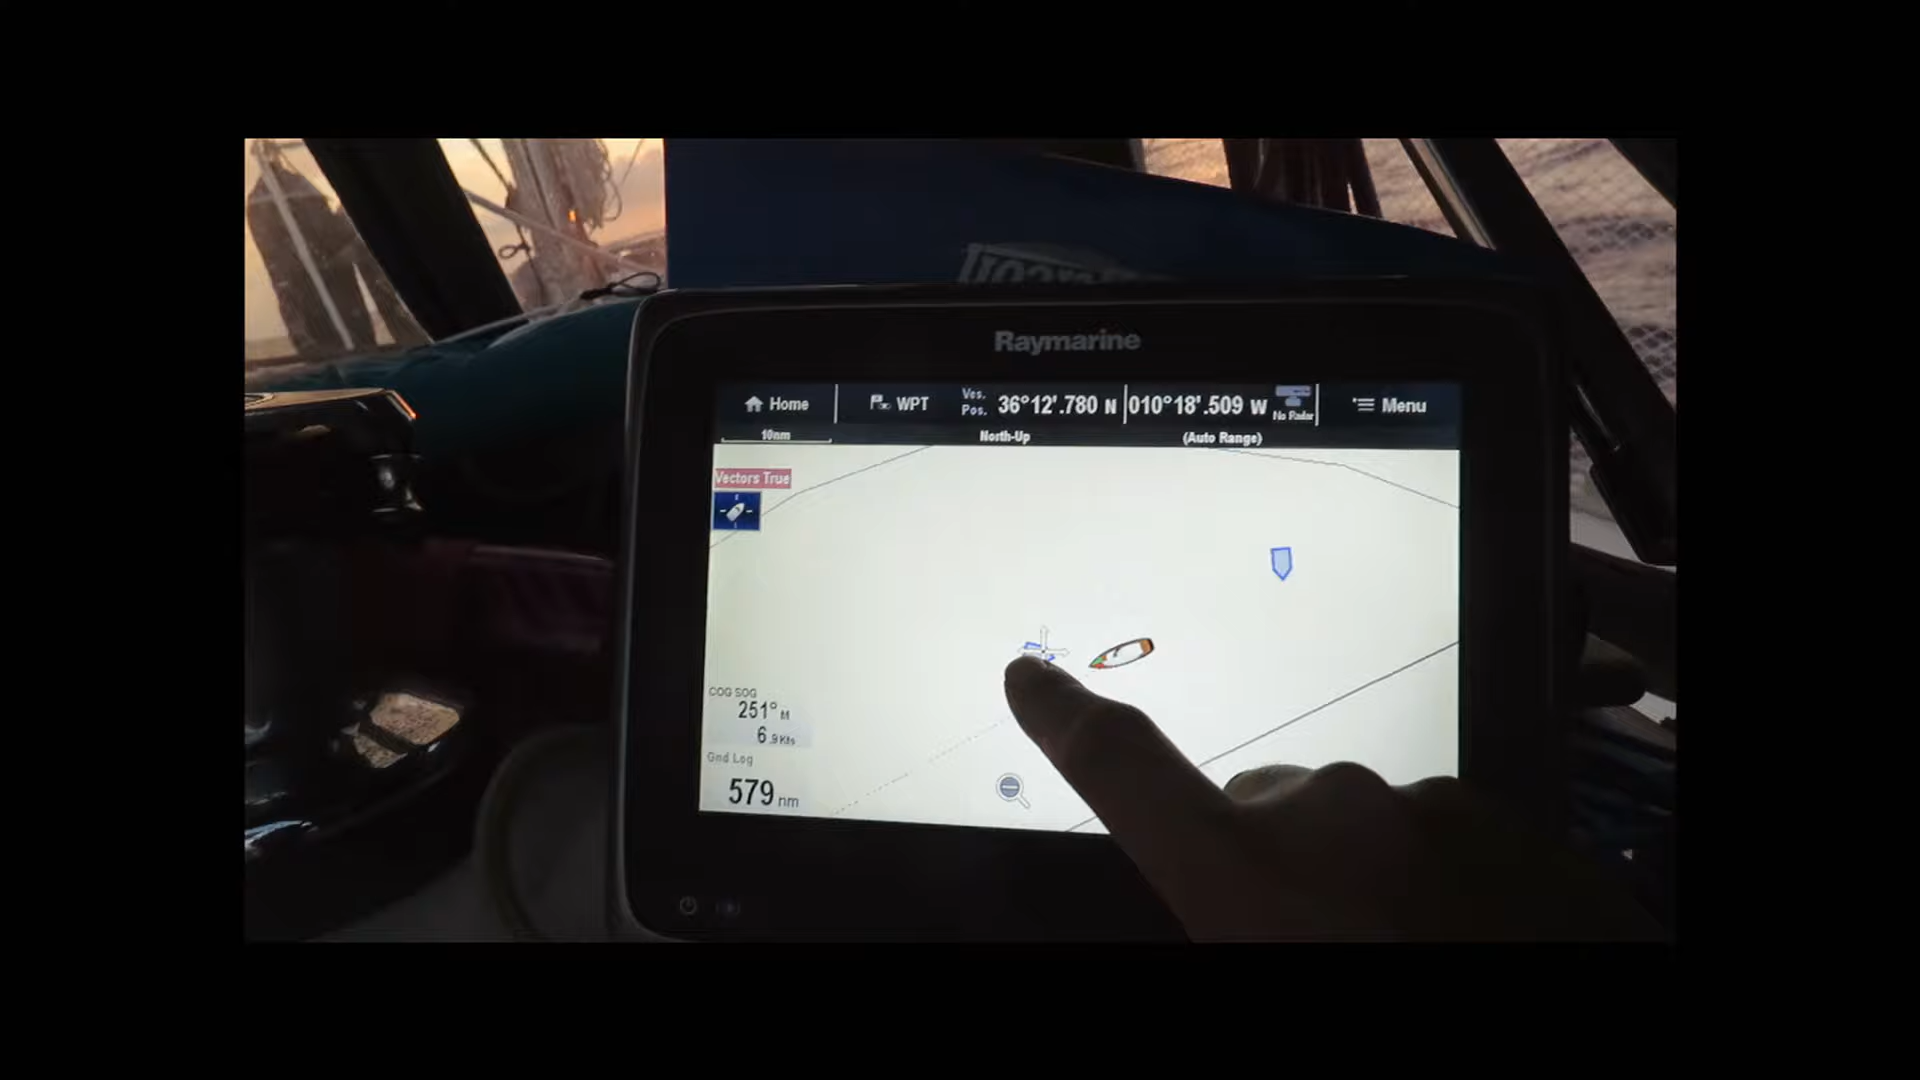 Raymarine
Home
WPT
Ves. Pos. 36°12'.780 N 010°18'.509 W
No Radar
Menu
10nm
North-Up
(Auto Range)
Vectors True
COG SOG
251° M
6.9 Kts
Gnd Log
579 nm